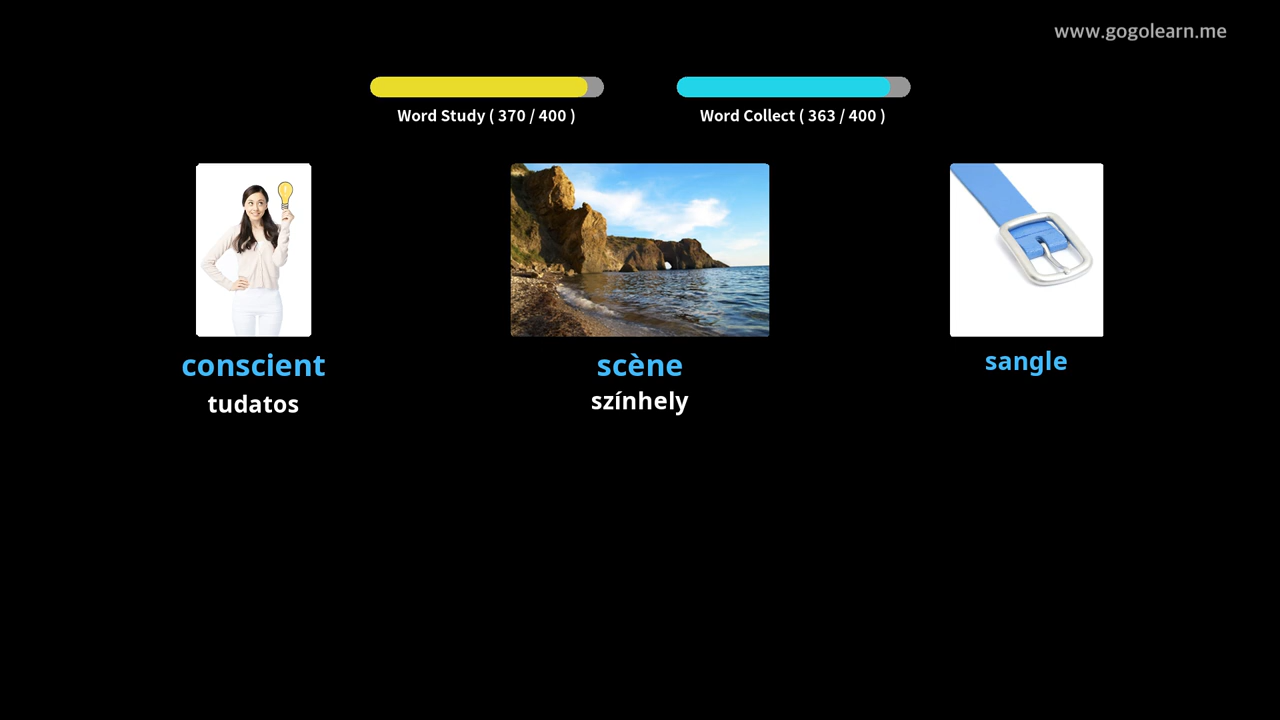 www.gogolearn.me
Word Study ( 370 / 400 )
Word Collect ( 363 / 400 )
conscient
tudatos
scène
színhely
sangle